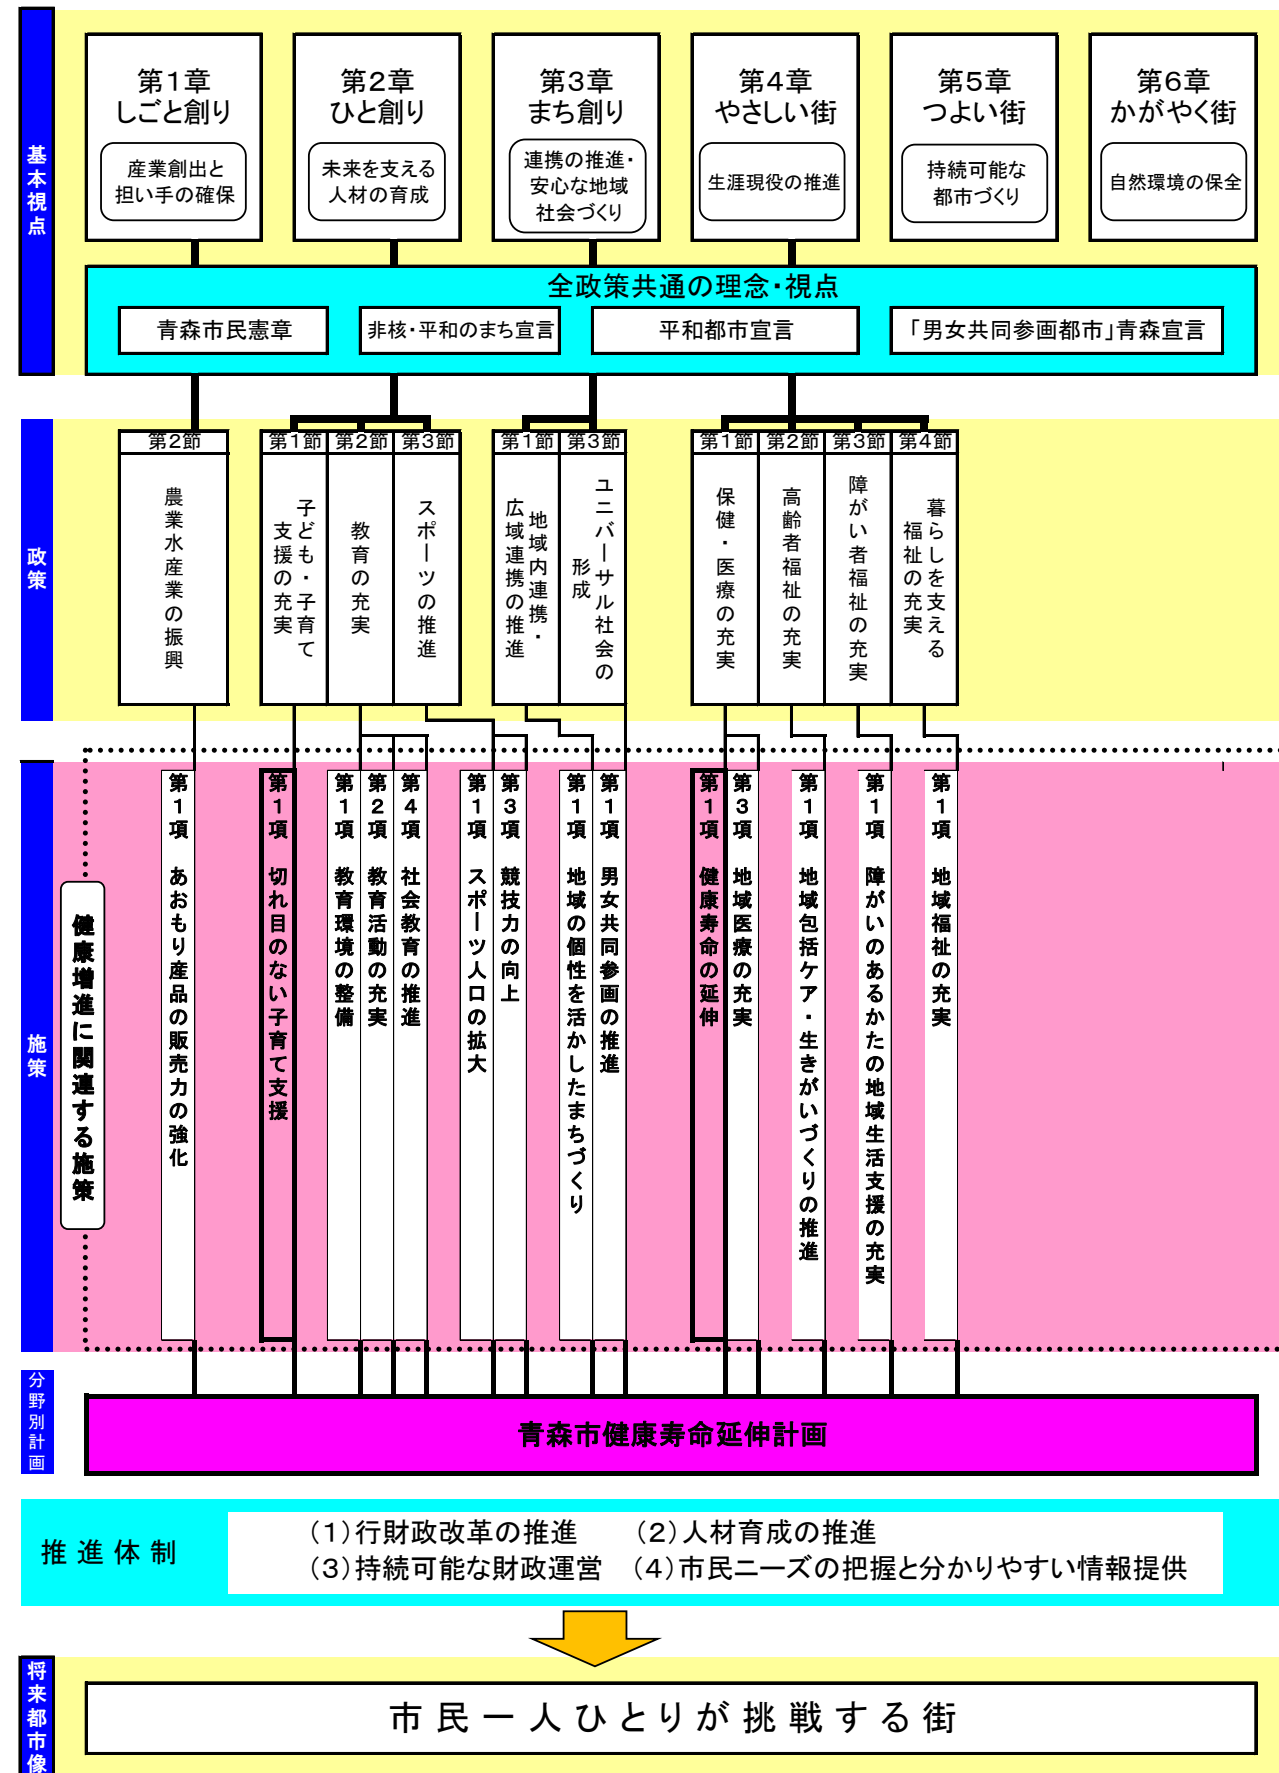 基本視点
第1章
しごと創り
産業創出と
担い手の確保
第2章
ひと創り
未来を支える
人材の育成
第3章
まち創り
連携の推進・
安心な地域
社会づくり
第4章
やさしい街
生涯現役の推進
第5章
つよい街
持続可能な
都市づくり
第6章
かがやく街
自然環境の保全
全政策共通の理念・視点
青森市民憲章
非核・平和のまち宣言
平和都市宣言
「男女共同参画都市」青森宣言
政策
第2節
農業水産業の振興
第1節
子ども・子育て
支援の充実
第2節
教育の充実
第3節
スポーツの推進
第1節
地域内連携・
広域連携の推進
第3節
ユニバーサル社会の
形成
第1節
保健・医療の充実
第2節
高齢者福祉の充実
第3節
障がい者福祉の充実
第4節
暮らしを支える
福祉の充実
施策
健康増進に関連する施策
第1項 あおもり産品の販売力の強化
第1項 切れ目のない子育て支援
第1項 教育環境の整備
第2項 教育活動の充実
第4項 社会教育の推進
第1項 スポーツ人口の拡大
第3項 競技力の向上
第1項 地域の個性を活かしたまちづくり
第1項 男女共同参画の推進
第1項 健康寿命の延伸
第3項 地域医療の充実
第1項 地域包括ケア・生きがいづくりの推進
第1項 障がいのあるかたの地域生活支援の充実
第1項 地域福祉の充実
分野別計画
青森市健康寿命延伸計画
推進体制
（1）行財政改革の推進 （2）人材育成の推進
（3）持続可能な財政運営 （4）市民ニーズの把握と分かりやすい情報提供
将来都市像
市民一人ひとりが挑戦する街